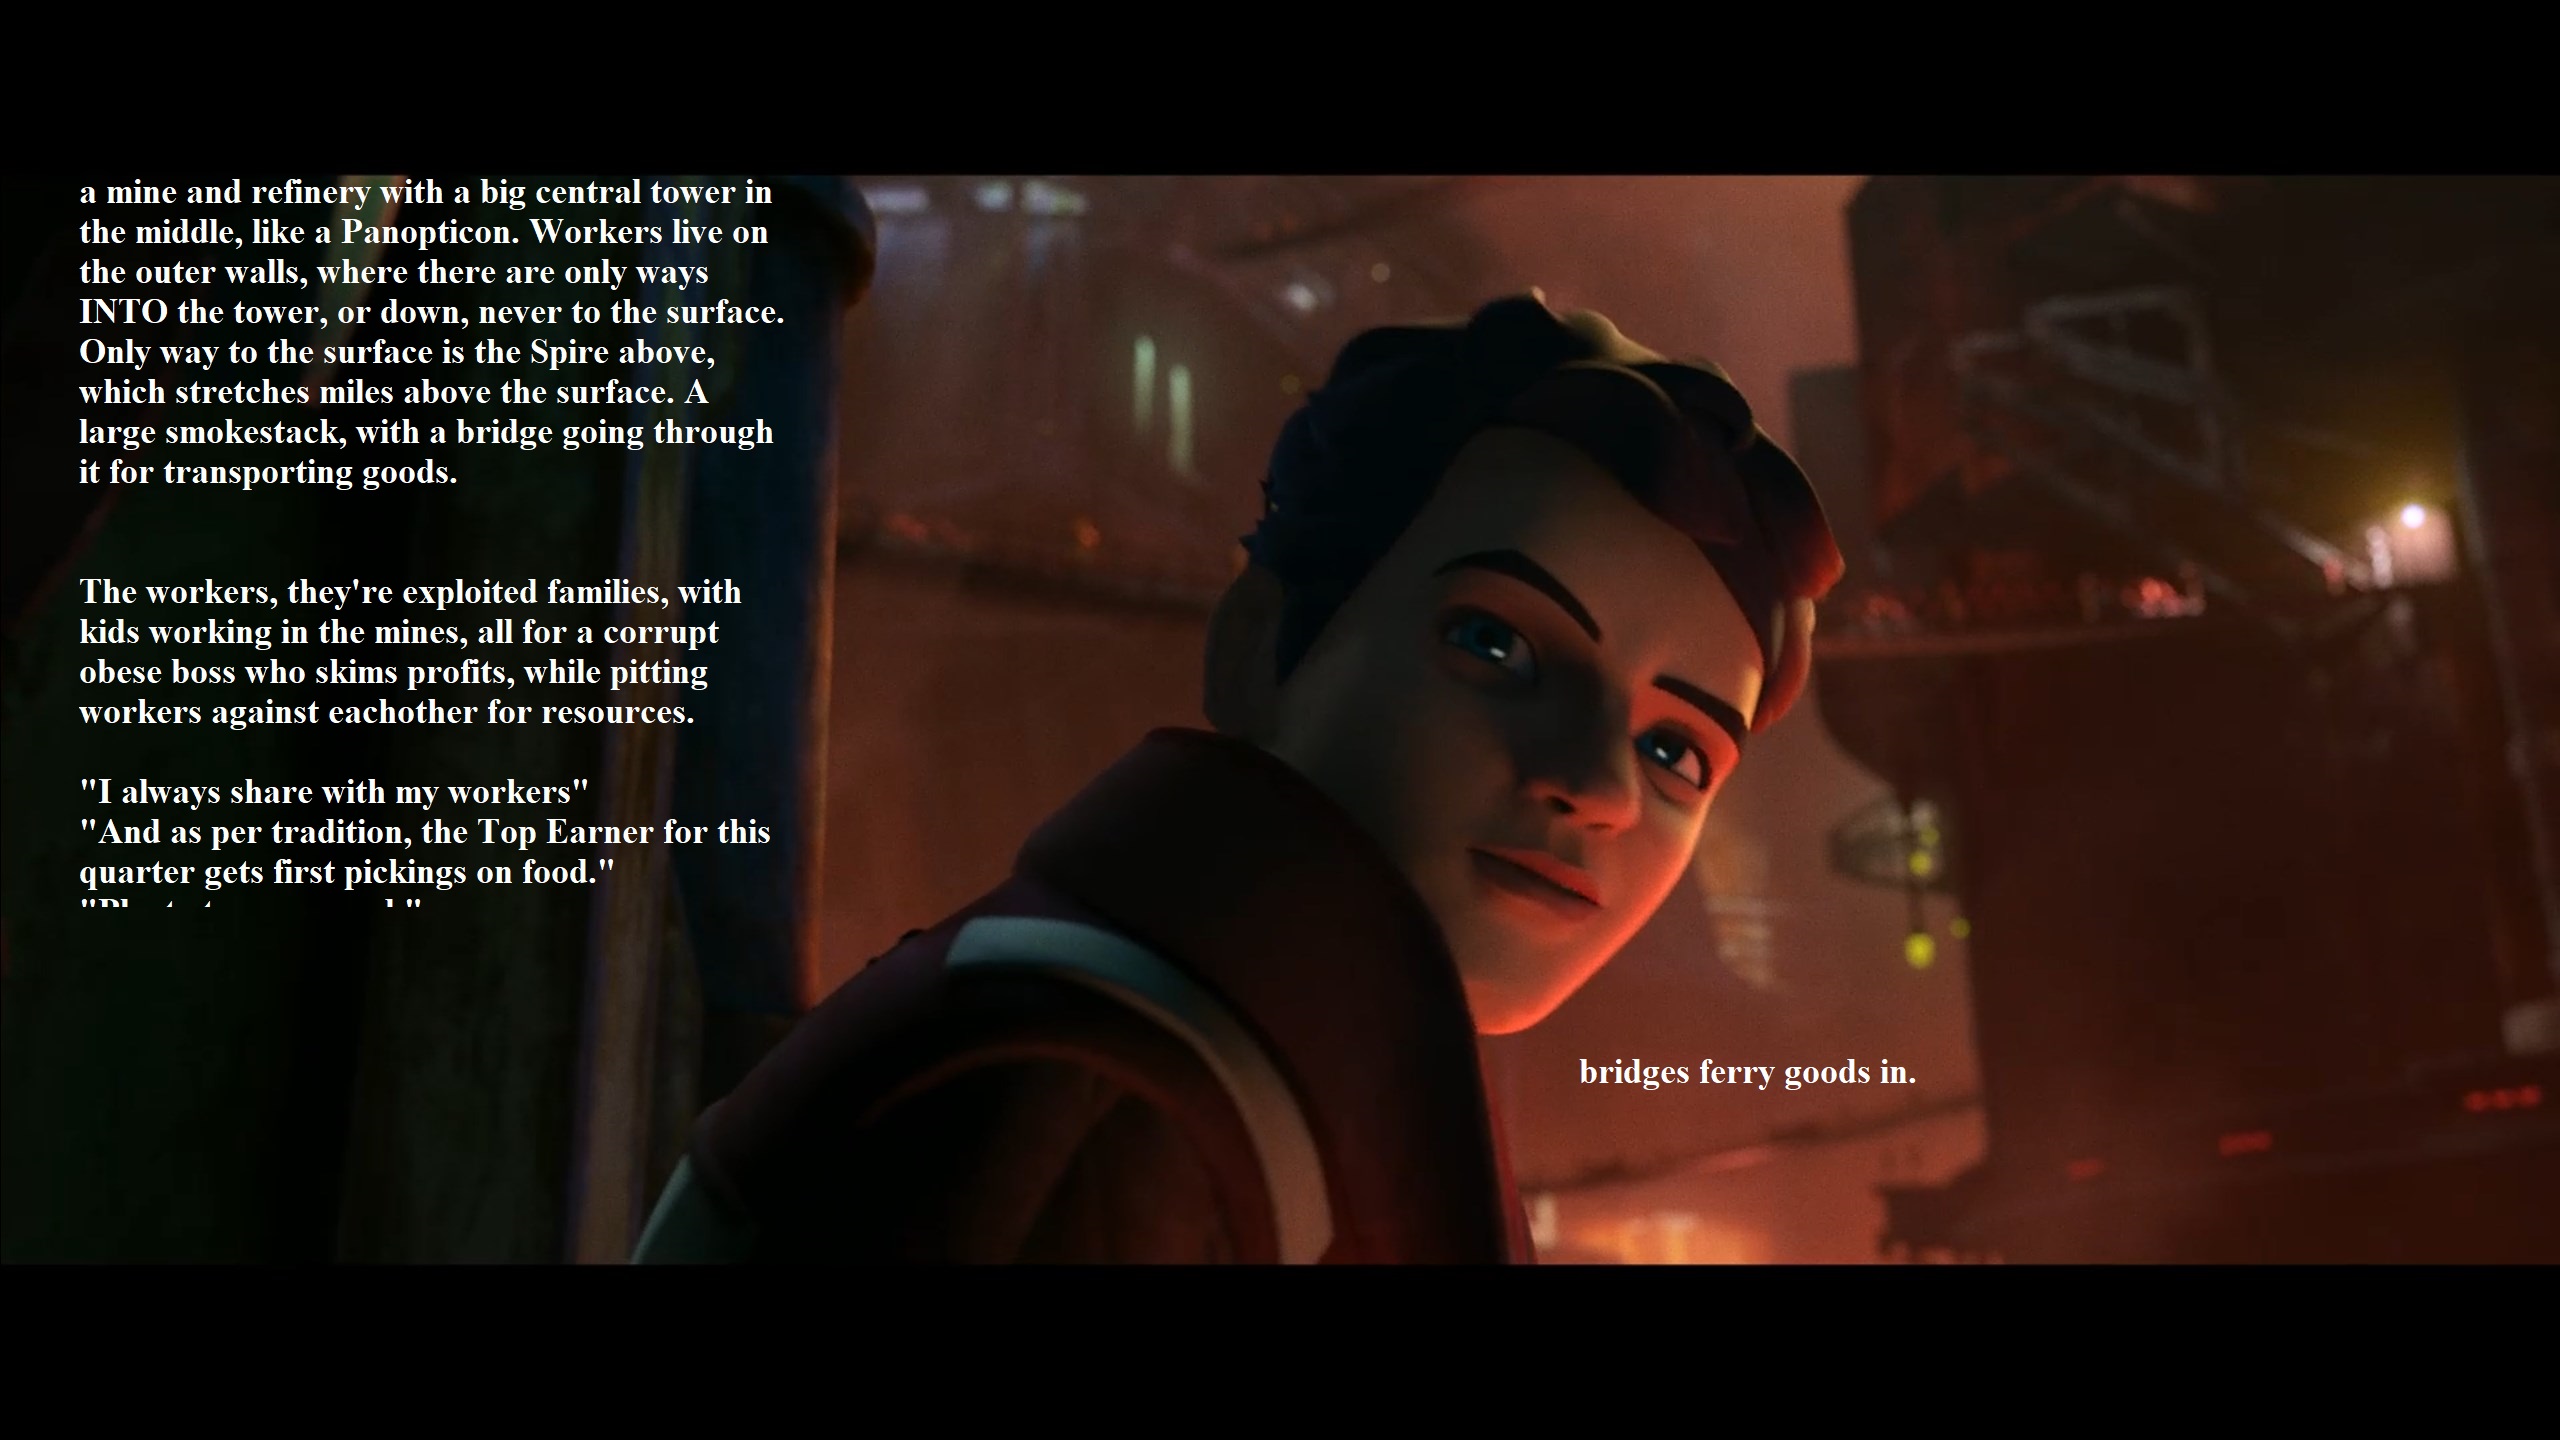 a mine and refinery with a big central tower in
the middle, like a Panopticon. Workers live on
the outer walls, where there are only ways
INTO the tower, or down, never to the surface.
Only way to the surface is the Spire above,
which stretches miles above the surface. A
large smokestack, with a bridge going through
it for transporting goods.
The workers, they're exploited families, with
kids working in the mines, all for a corrupt
obese boss who skims profits, while pitting
workers against eachother for resources.
"I always share with my workers"
"And as per tradition, the Top Earner for this
quarter gets first pickings on food."
bridges ferry goods in.